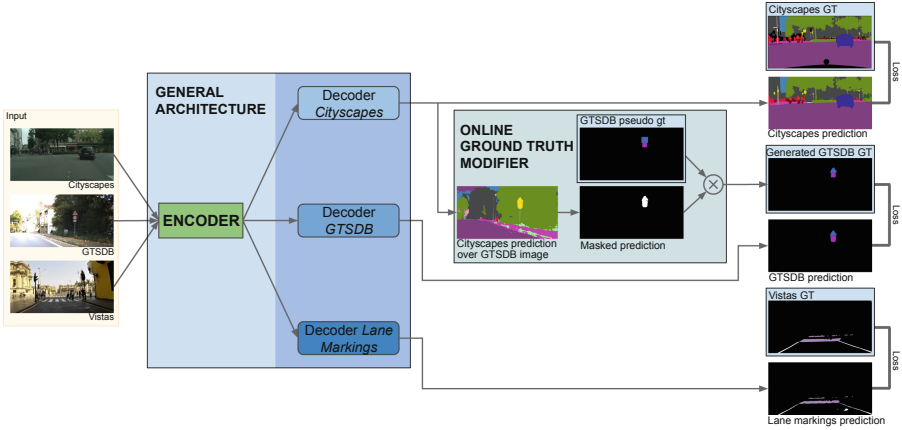 Input
Cityscapes
GTSDB
Vistas
GENERAL
ARCHITECTURE
ENCODER
Decoder
Cityscapes
Decoder
GTSDB
Decoder Lane
Markings
ONLINE
GROUND TRUTH
MODIFIER
GTSDB pseudo gt
Cityscapes prediction
over GTSDB image
Masked prediction
Cityscapes GT
Cityscapes prediction
Loss
Generated GTSDB GT
GTSDB prediction
Loss
Vistas GT
Lane markings prediction
Loss